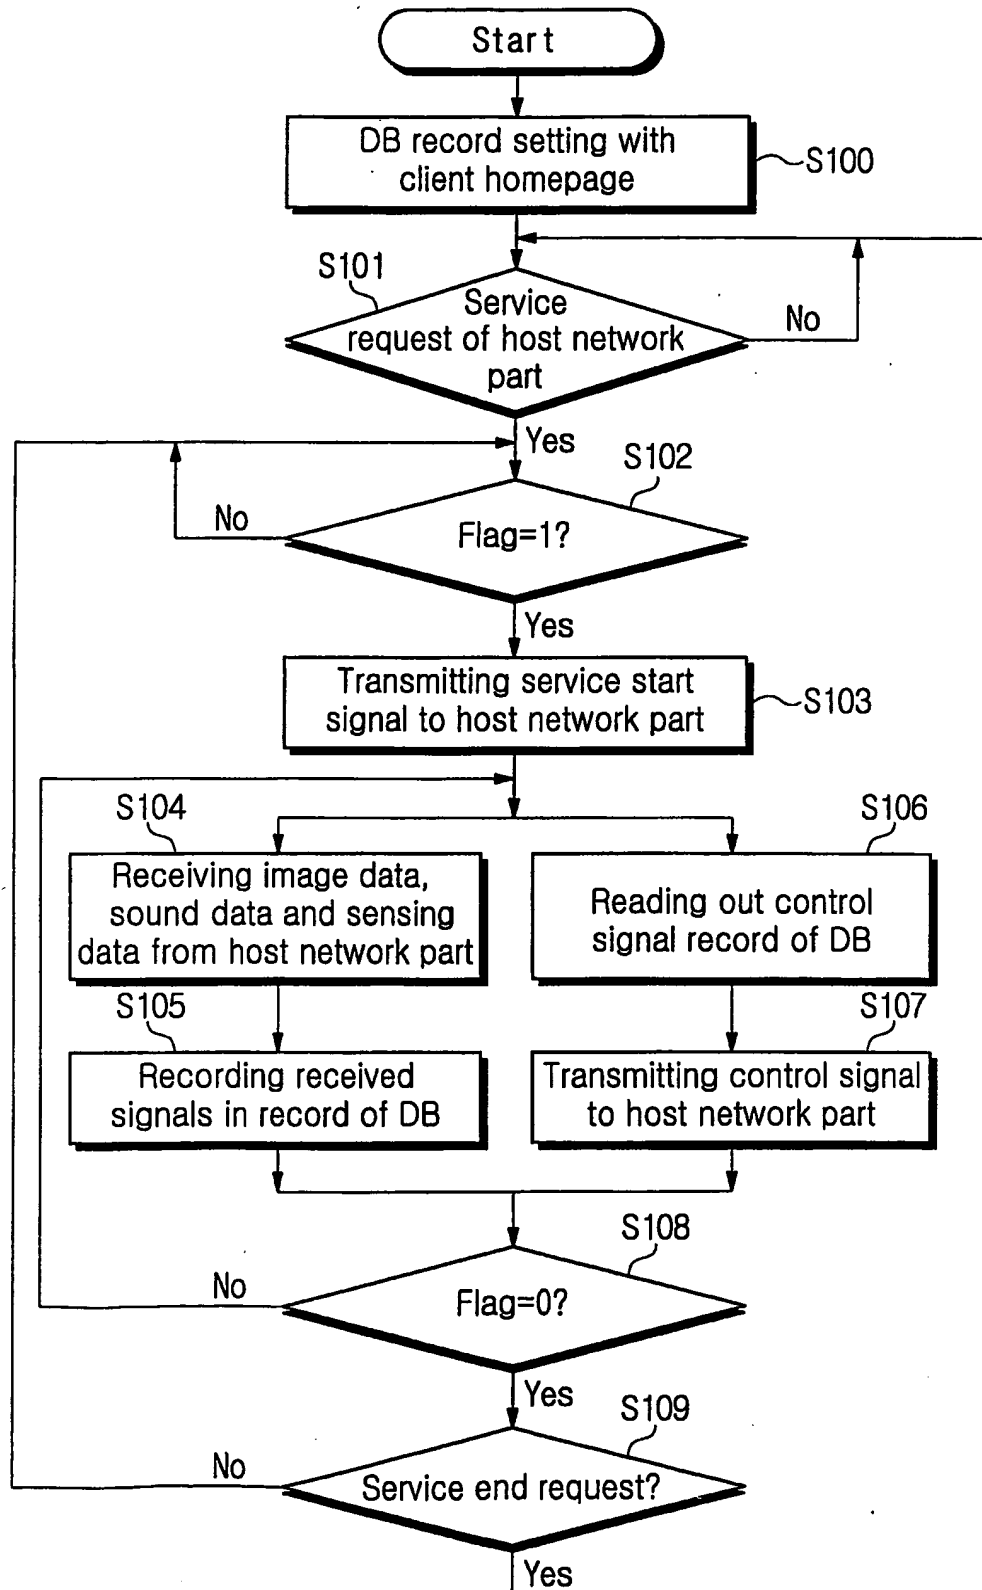 Start
DB record setting with
client homepage
S100
S101
Service
request of host network
part
No
Yes
S102
No
Flag=1?
Yes
Transmitting service start
signal to host network part
S103
S104
Receiving image data,
sound data and sensing
data from host network part
S106
Reading out control
signal record of DB
S105
Recording received
signals in record of DB
S107
Transmitting control signal
to host network part
S108
No
Flag=0?
Yes
S109
No
Service end request?
Yes